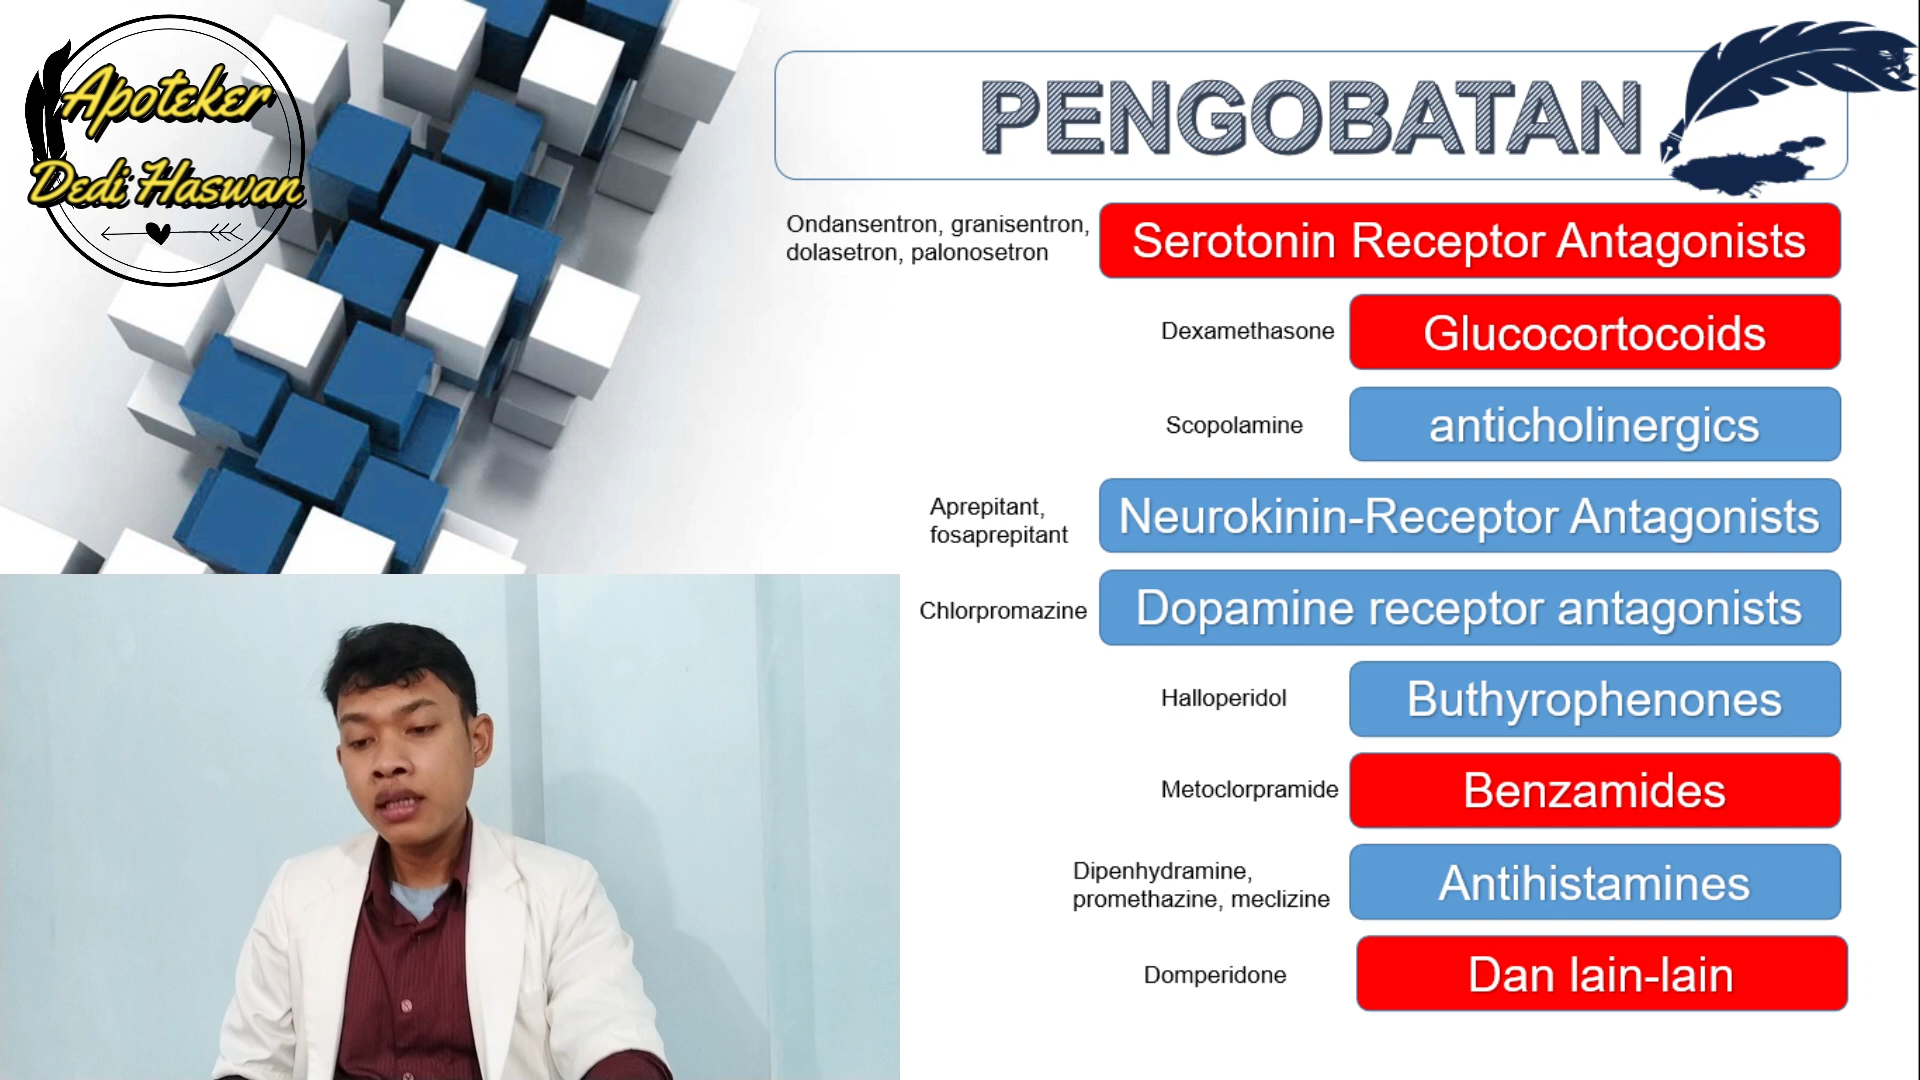 Apoteker
Dedi Haswan
PENGOBATAN
Ondansentron, granisentron,
dolasetron, palonosetron
Serotonin Receptor Antagonists
Dexamethasone
Glucocortocoids
Scopolamine
anticholinergics
Aprepitant,
fosaprepitant
Neurokinin-Receptor Antagonists
Chlorpromazine
Dopamine receptor antagonists
Halloperidol
Buthyrophenones
Metoclorpramide
Benzamides
Dipenhydramine,
promethazine, meclizine
Antihistamines
Domperidone
Dan lain-lain